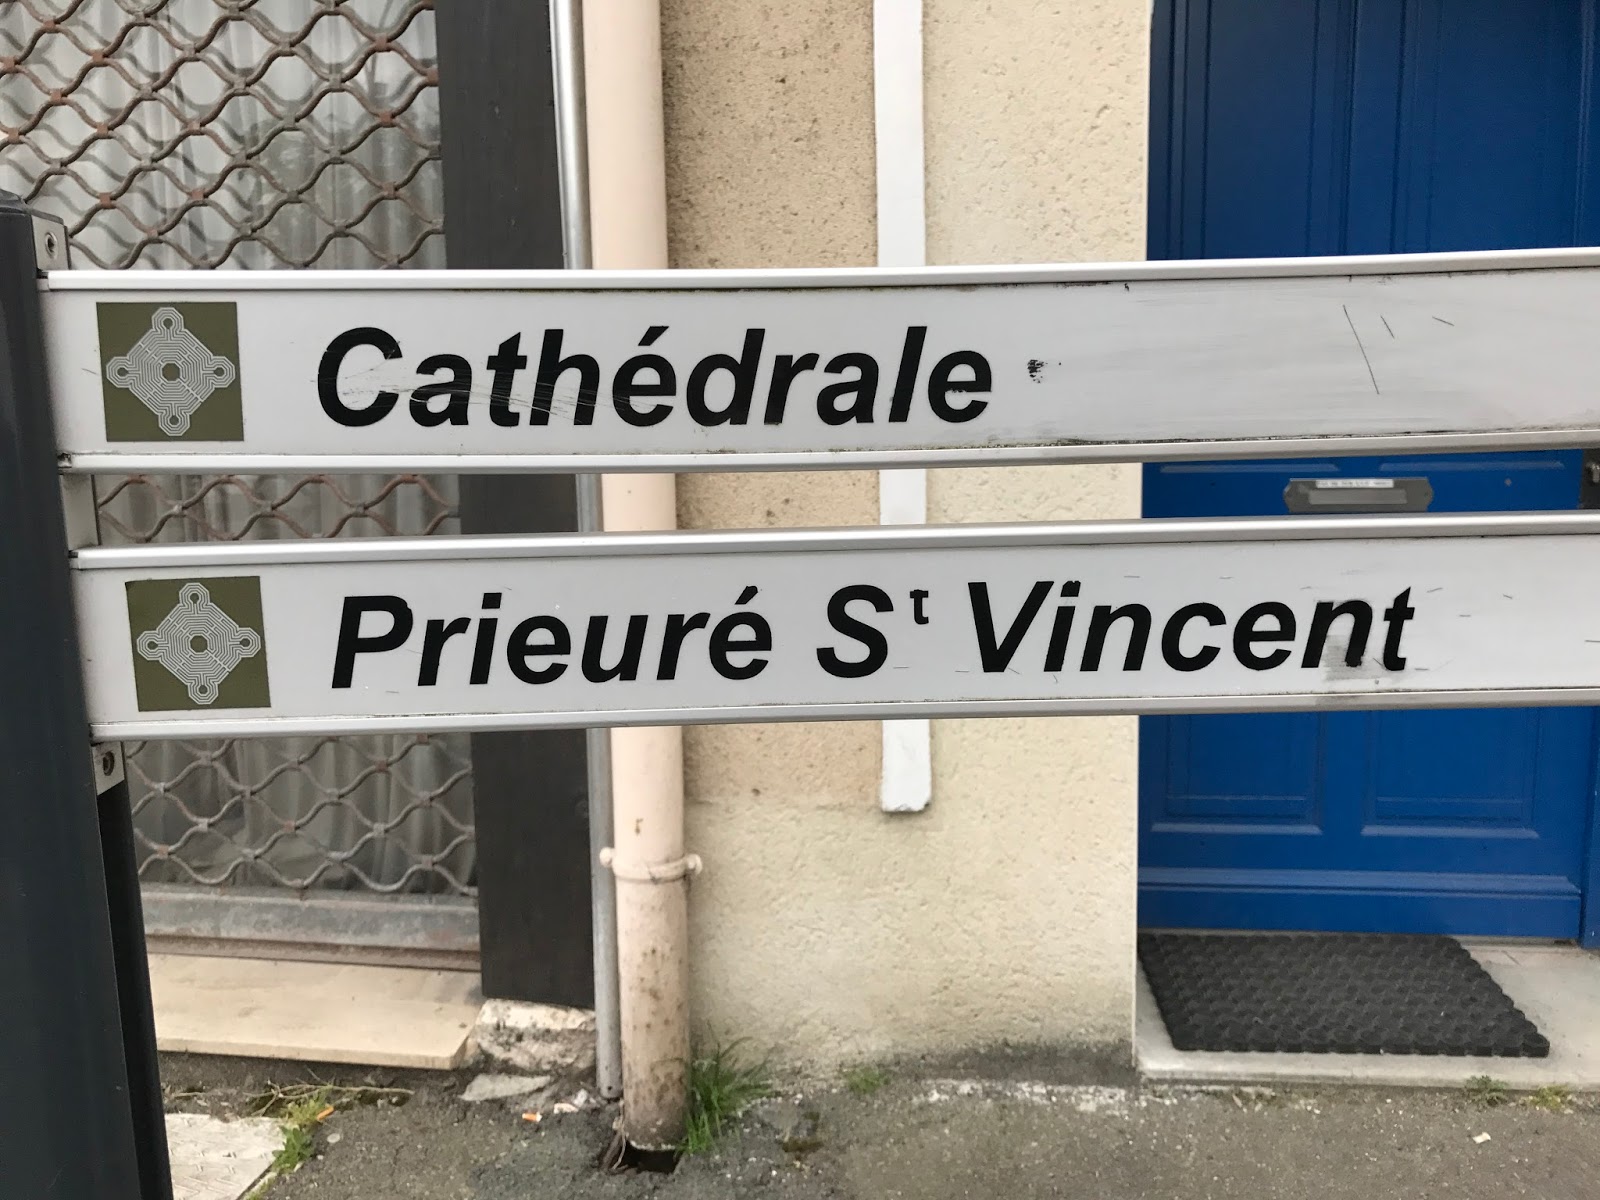 Cathédrale
Prieuré St Vincent